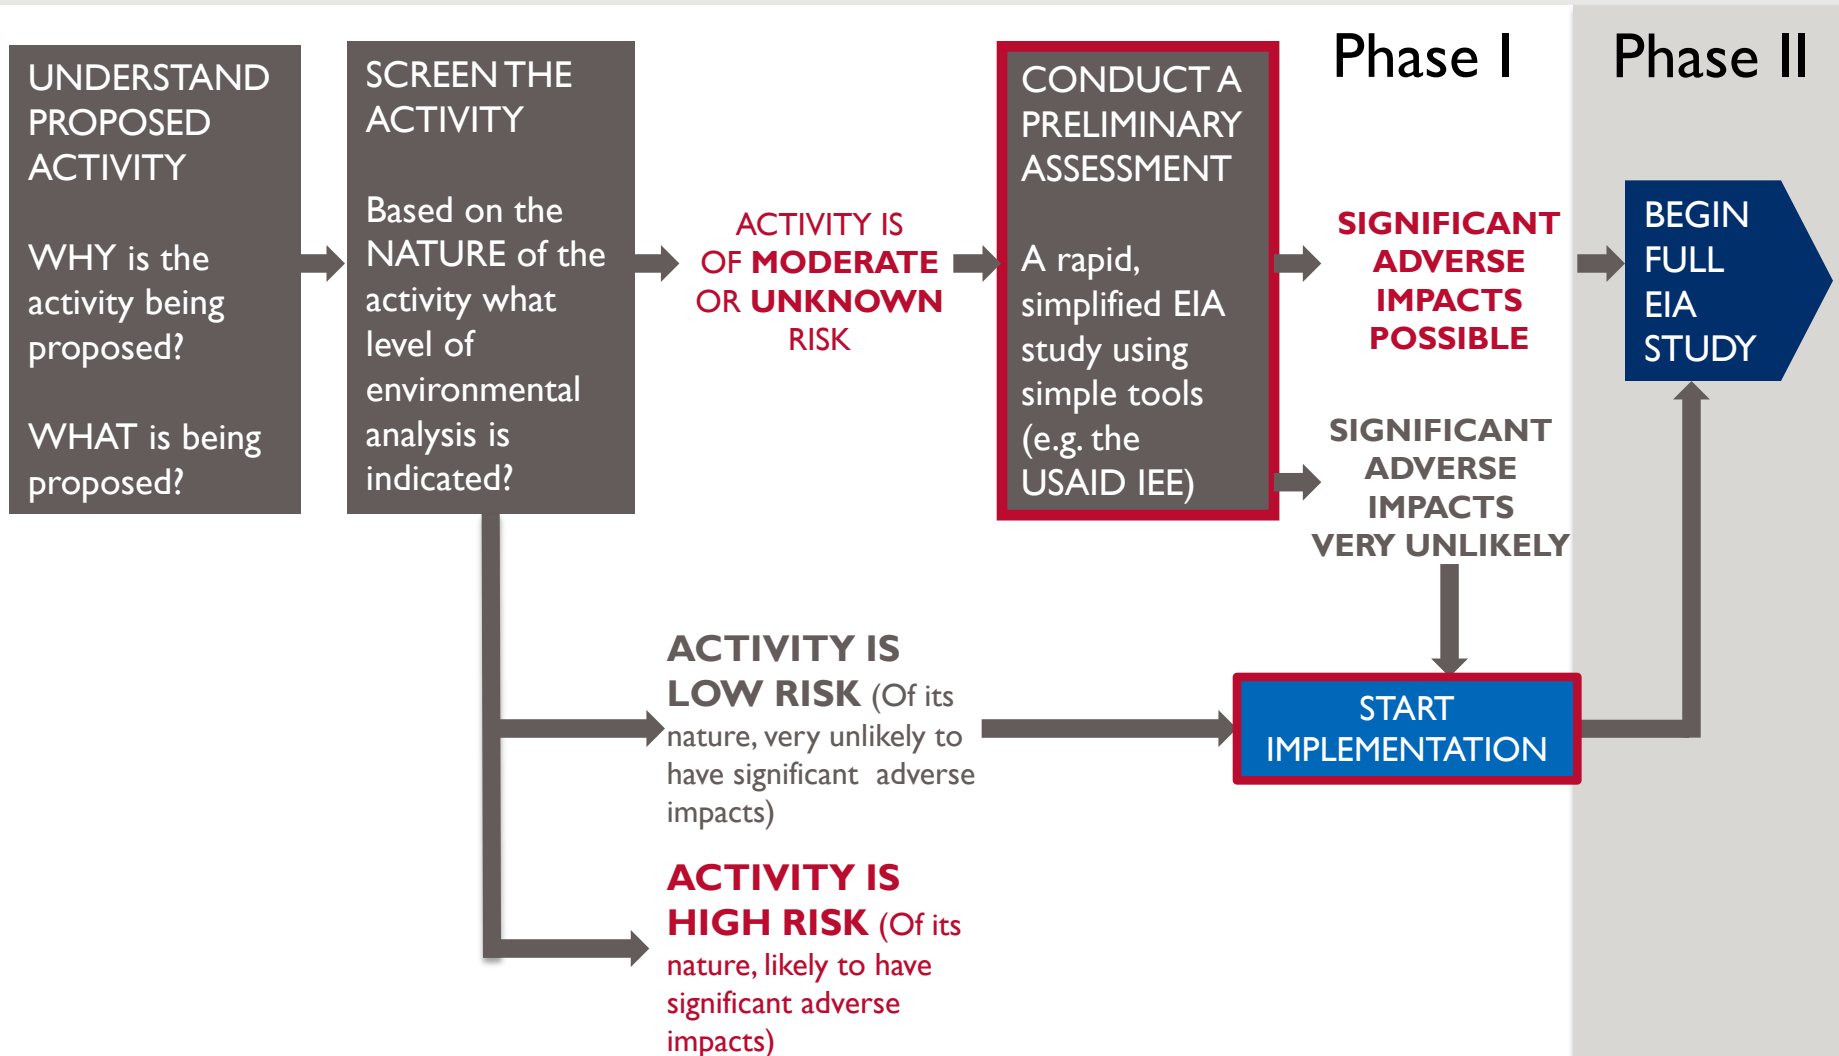 Phase I
Phase II
UNDERSTAND
PROPOSED
ACTIVITY
WHY is the
activity being
proposed?
WHAT is being
proposed?
SCREEN THE
ACTIVITY
Based on the
NATURE of the
activity what
level of
environmental
analysis is
indicated?
ACTIVITY IS
OF MODERATE
OR UNKNOWN
RISK
CONDUCT A
PRELIMINARY
ASSESSMENT
A rapid,
simplified EIA
study using
simple tools
(e.g. the
USAID IEE)
SIGNIFICANT
ADVERSE
IMPACTS
POSSIBLE
BEGIN
FULL
EIA
STUDY
SIGNIFICANT
ADVERSE
IMPACTS
VERY UNLIKELY
ACTIVITY IS
LOW RISK (Of its
nature, very unlikely to
have significant adverse
impacts)
START
IMPLEMENTATION
ACTIVITY IS
HIGH RISK (Of its
nature, likely to have
significant adverse
impacts)